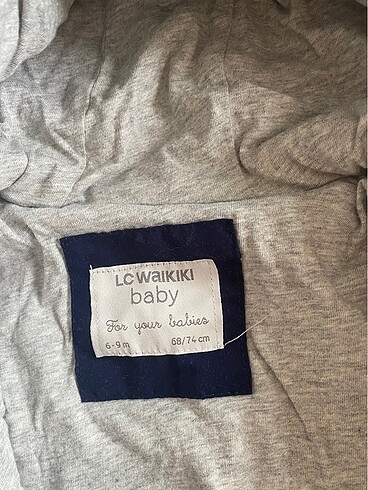 LC WAIKIKI
baby
For your babies
6-9 m 68/74 cm